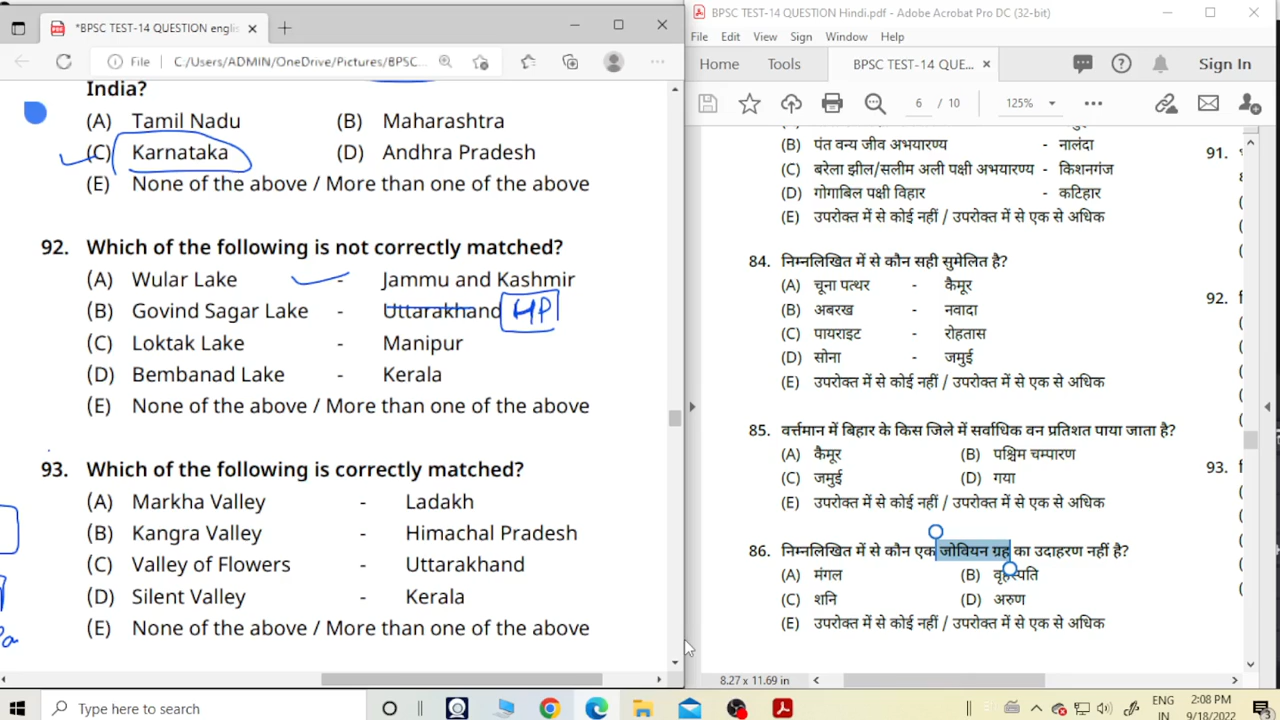 *BPSC TEST-14 QUESTION engli
File C:/Users/ADMIN/OneDrive/Pictures/BPSC...
India?
(A) Tamil Nadu (B) Maharashtra
(C) Karnataka (D) Andhra Pradesh
(E) None of the above / More than one of the above
92. Which of the following is not correctly matched?
(A) Wular Lake - Jammu and Kashmir
(B) Govind Sagar Lake - Uttarakhand HP
(C) Loktak Lake - Manipur
(D) Bembanad Lake - Kerala
(E) None of the above / More than one of the above
93. Which of the following is correctly matched?
(A) Markha Valley - Ladakh
(B) Kangra Valley - Himachal Pradesh
(C) Valley of Flowers - Uttarakhand
(D) Silent Valley - Kerala
(E) None of the above / More than one of the above
BPSC TEST-14 QUESTION Hindi.pdf - Adobe Acrobat Pro DC (32-bit)
File Edit View Sign Window Help
Home Tools BPSC TEST-14 QUE... Sign In
6 / 10 125%
(B) पंत वन्य जीव अभयारण्य - नालंदा
(C) बरेला झील/सलीम अली पक्षी अभयारण्य - किशनगंज
(D) गोगाबिल पक्षी विहार - कटिहार
(E) उपरोक्त में से कोई नहीं / उपरोक्त में से एक से अधिक
84. निम्नलिखित में से कौन सही सुमेलित है?
(A) चूना पत्थर - कैमूर
(B) अबरख - नवादा
(C) पायराइट - रोहतास
(D) सोना - जमुई
(E) उपरोक्त में से कोई नहीं / उपरोक्त में से एक से अधिक
85. वर्त्तमान में बिहार के किस जिले में सर्वाधिक वन प्रतिशत पाया जाता है?
(A) कैमूर (B) पश्चिम चम्पारण
(C) जमुई (D) गया
(E) उपरोक्त में से कोई नहीं / उपरोक्त में से एक से अधिक
86. निम्नलिखित में से कौन एक जोवियन ग्रह का उदाहरण नहीं है?
(A) मंगल (B) वृहस्पति
(C) शनि (D) अरुण
(E) उपरोक्त में से कोई नहीं / उपरोक्त में से एक से अधिक
91.
92.
93.
8.27 x 11.69 in
Type here to search
ENG
IN
2:08 PM
9/18/2022